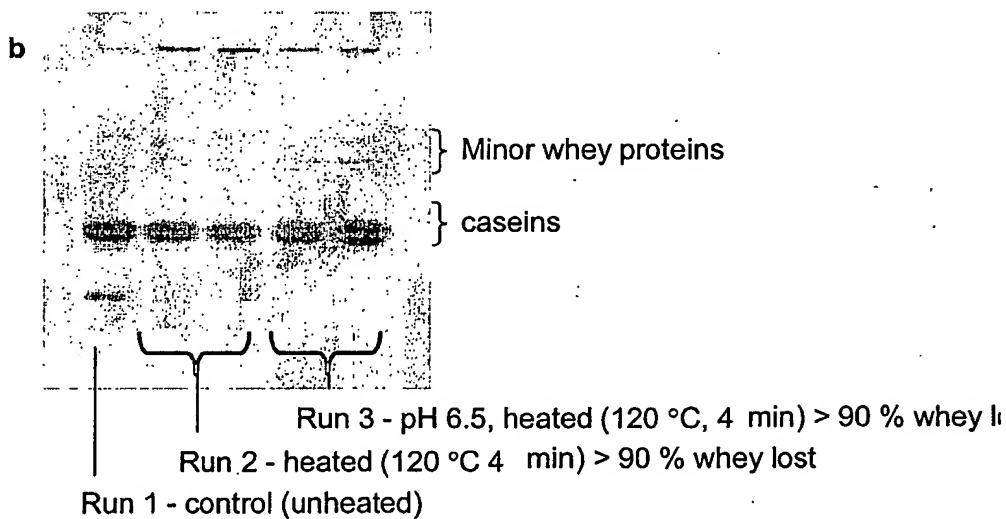 b
Minor whey proteins
caseins
Run 3 - pH 6.5, heated (120 °C, 4 min) > 90 % whey
Run 2 - heated (120 °C 4 min) > 90 % whey lost
Run 1 - control (unheated)